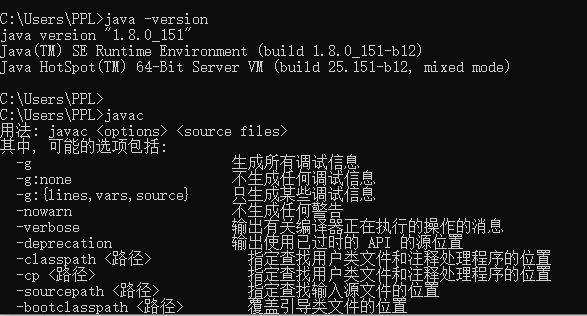 C:\Users\PPL>java -version
java version "1.8.0_151"
Java(TM) SE Runtime Environment (build 1.8.0_151-b12)
Java HotSpot(TM) 64-Bit Server VM (build 25.151-b12, mixed mode)
C:\Users\PPL>
C:\Users\PPL>javac
用法: javac <options> <source files>
其中, 可能的选项包括:
-g 生成所有调试信息
-g:none 不生成任何调试信息
-g:{lines,vars,source} 只生成某些调试信息
-nowarn 不生成任何警告
-verbose 输出有关编译器正在执行的操作的消息
-deprecation 输出使用已过时的 API 的源位置
-classpath <路径> 指定查找用户类文件和注释处理程序的位置
-cp <路径> 指定查找用户类文件和注释处理程序的位置
-sourcepath <路径> 指定查找输入源文件的位置
-bootclasspath <路径> 覆盖引导类文件的位置